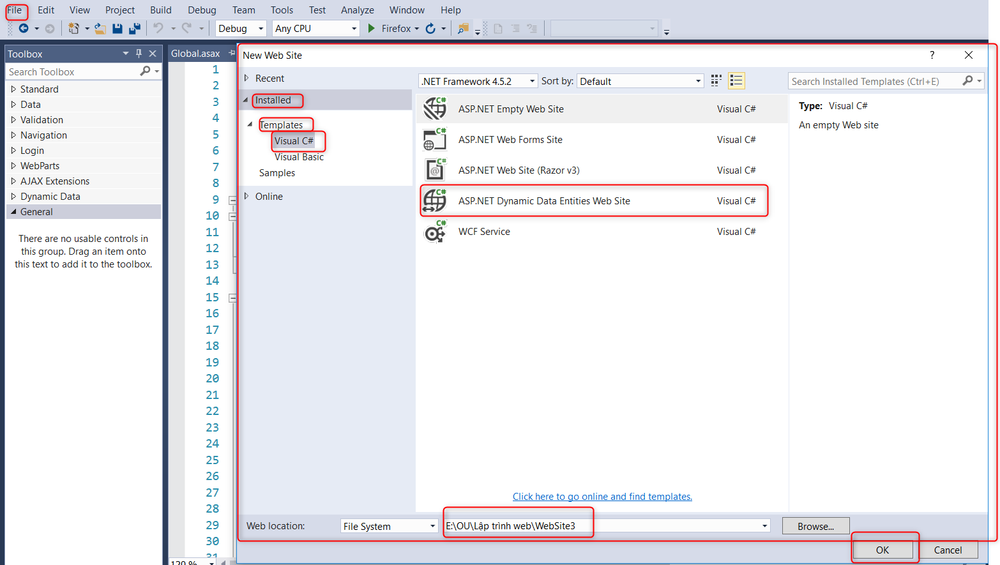 File Edit View Project Build Debug Team Tools Test Analyze Window Help
Debug Any CPU Firefox
Toolbox
Search Toolbox
Standard
Data
Validation
Navigation
Login
WebParts
AJAX Extensions
Dynamic Data
General
There are no usable controls in
this group. Drag an item onto
this text to add it to the toolbox.
Global.asax
1
2
3
4
5
6
7
8
9
10
11
12
13
14
15
16
17
18
19
20
21
22
23
24
25
26
27
28
29
30
31
120 %
New Web Site ?
Recent
Installed
Templates
Visual C#
Visual Basic
Samples
Online
.NET Framework 4.5.2 Sort by: Default
Search Installed Templates (Ctrl+E)
C# ASP.NET Empty Web Site Visual C#
C# ASP.NET Web Forms Site Visual C#
C# @ ASP.NET Web Site (Razor v3) Visual C#
C# ASP.NET Dynamic Data Entities Web Site Visual C#
C# WCF Service Visual C#
Type: Visual C#
An empty Web site
Click here to go online and find templates.
Web location: File System E:\OU\Lập trình web\WebSite3 Browse...
OK Cancel